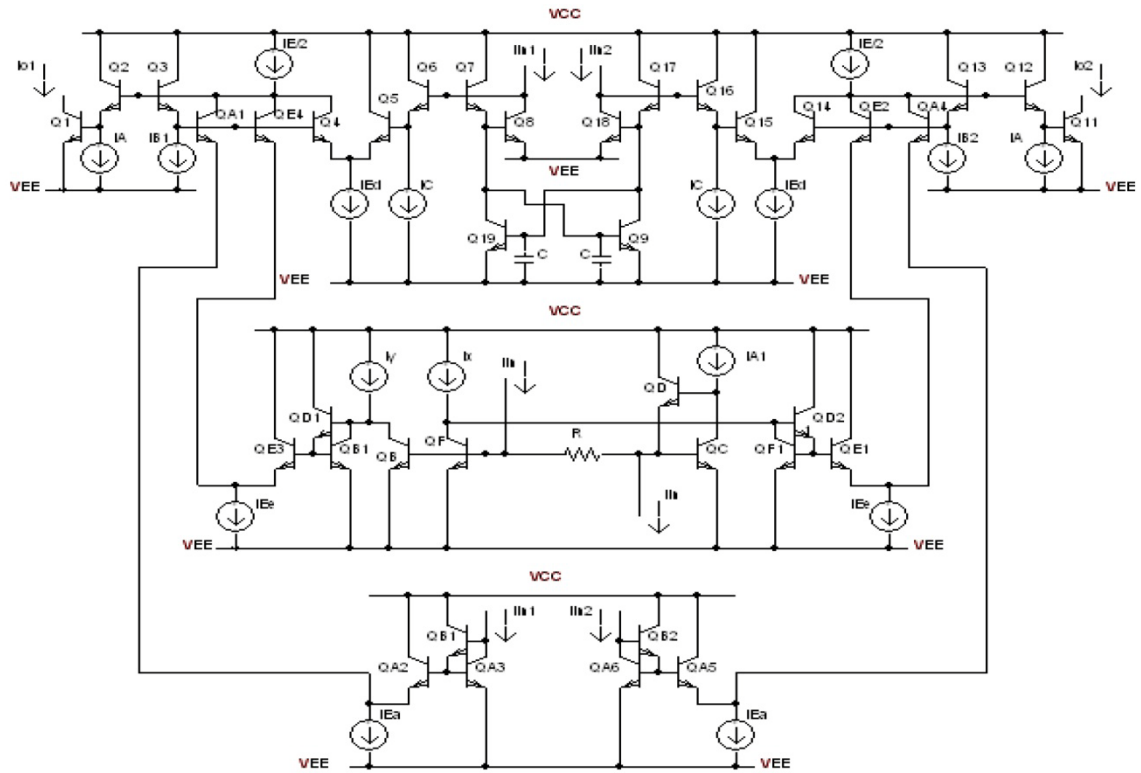 VCC
IE/2 IE/2
Io1 Q2 Q3 Q6 Q7 Iin1 Iin2 Q17 Q16 Q13 Q12 Io2
QA1 QE4 Q5 Q14 QE2 QA4
Q1 IA IB1 Q4 Q8 Q18 Q15 IB2 IA Q11
VEE VEE VEE
IEd IC IC IEd
Q19 C C Q9
VEE VEE
VCC
Iy Ix Iin IA1
QD
QD1 QD2
QE3 QB1 QB QF R QC QF1 QE1
Iin
IEe IEe
VEE VEE
VCC
Iin1 Iin2
QB1 QB2
QA2 QA3 QA6 QA5
IEa IEa
VEE VEE